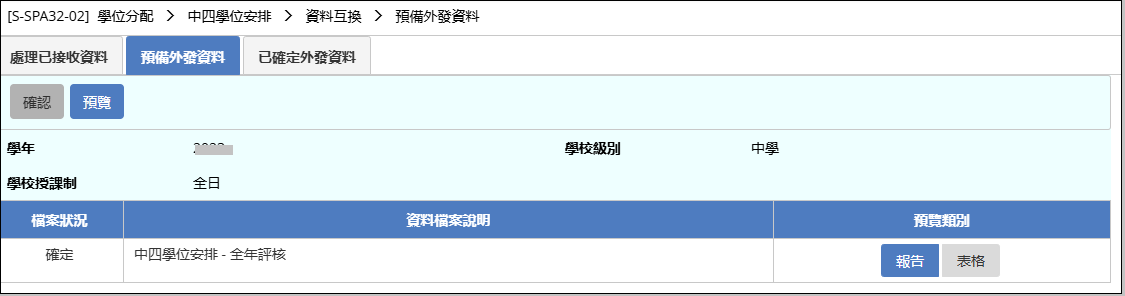 [S-SPA32-02] 學位分配 > 中四學位安排 > 資料互換 > 預備外發資料
處理已接收資料 預備外發資料 已確定外發資料
確認 預覽
學年 學校級別 中學
學校授課制 全日
檔案狀況 資料檔案說明 預覽類別
確定 中四學位安排 - 全年評核 報告 表格